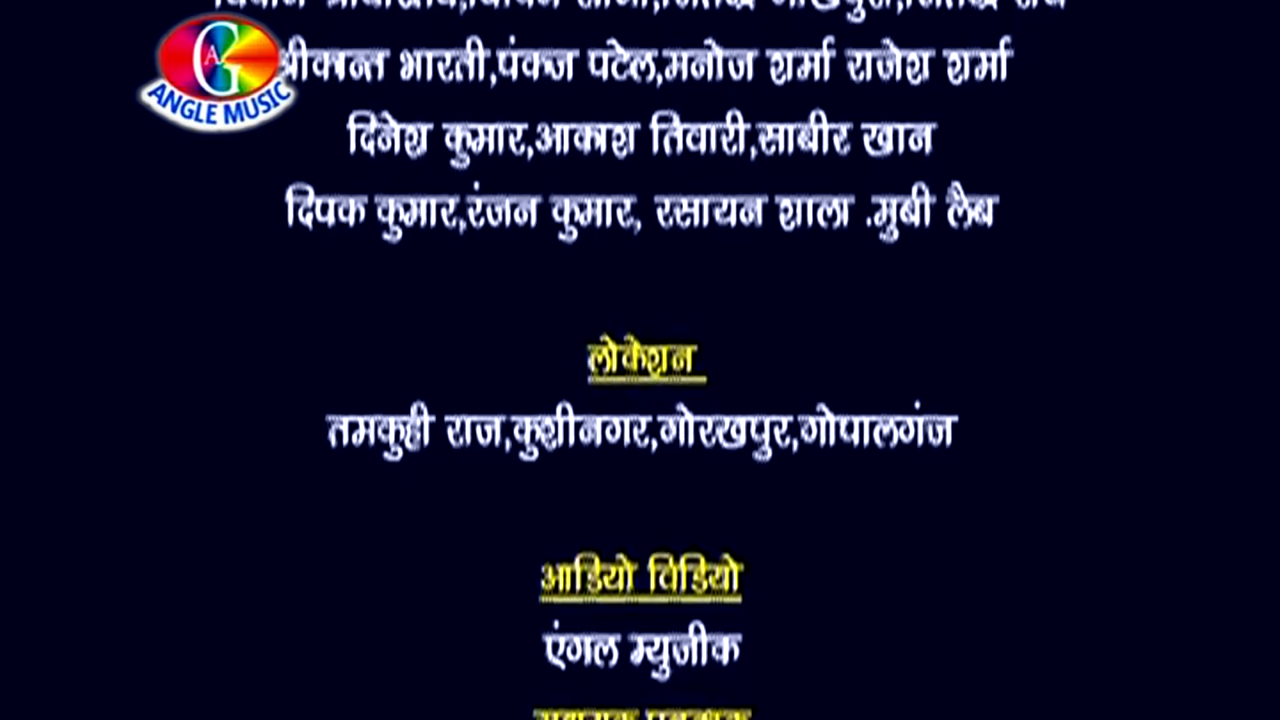 श्रीकान्त भारती,पंकज पटेल,मनोज शर्मा राजेश शर्मा
AG
ANGLE MUSIC
दिनेश कुमार,आकाश तिवारी,साबीर खान
दिपक कुमार,रंजन कुमार, रसायन शाला .मुबी लैब
लोकेशन
तमकुही राज,कुशीनगर,गोरखपुर,गोपालगंज
आडियो विडियो
एंगल म्युजीक